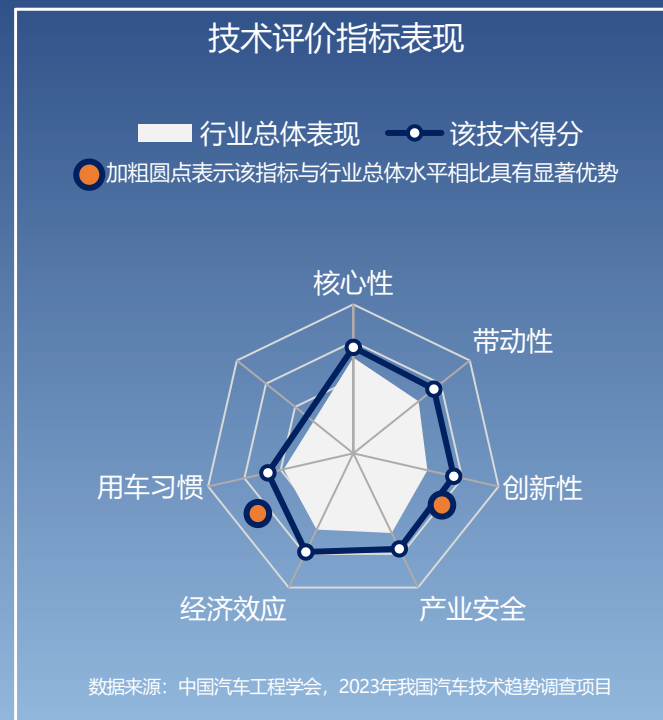 技术评价指标表现
行业总体表现 该技术得分
加粗圆点表示该指标与行业总体水平相比具有显著优势
核心性
带动性
用车习惯 创新性
经济效应 产业安全
数据来源：中国汽车工程学会，2023年我国汽车技术趋势调查项目